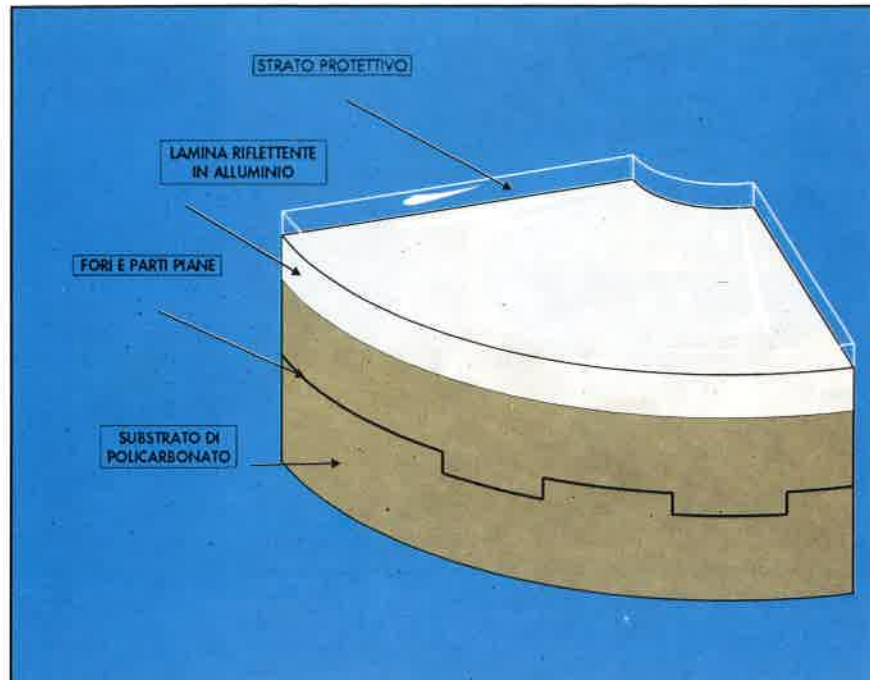 STRATO PROTETTIVO
LAMINA RIFLETTENTE
IN ALLUMINIO
FORI E PARTI PIANE
SUBSTRATO DI
POLICARBONATO